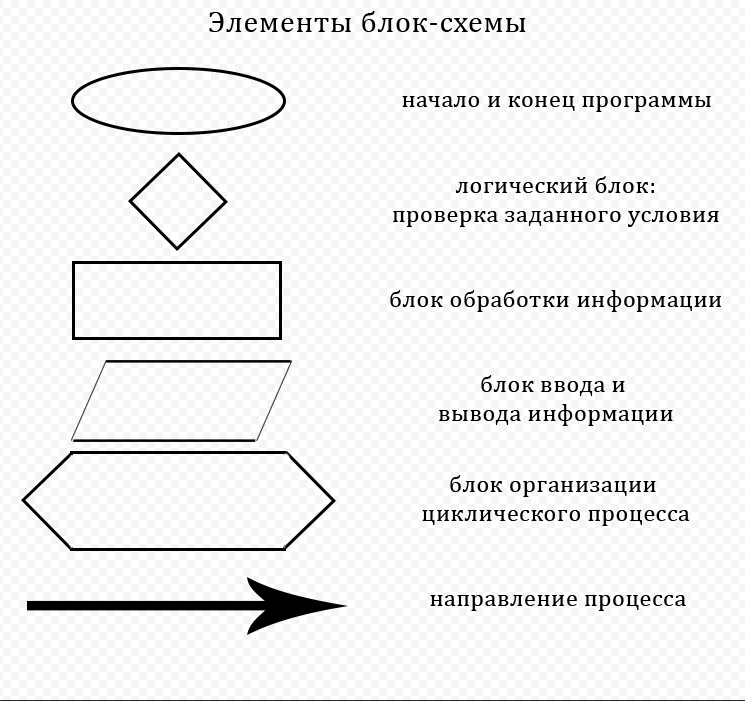 Элементы блок-схемы
начало и конец программы
логический блок:
проверка заданного условия
блок обработки информации
блок ввода и
вывода информации
блок организации
циклического процесса
направление процесса